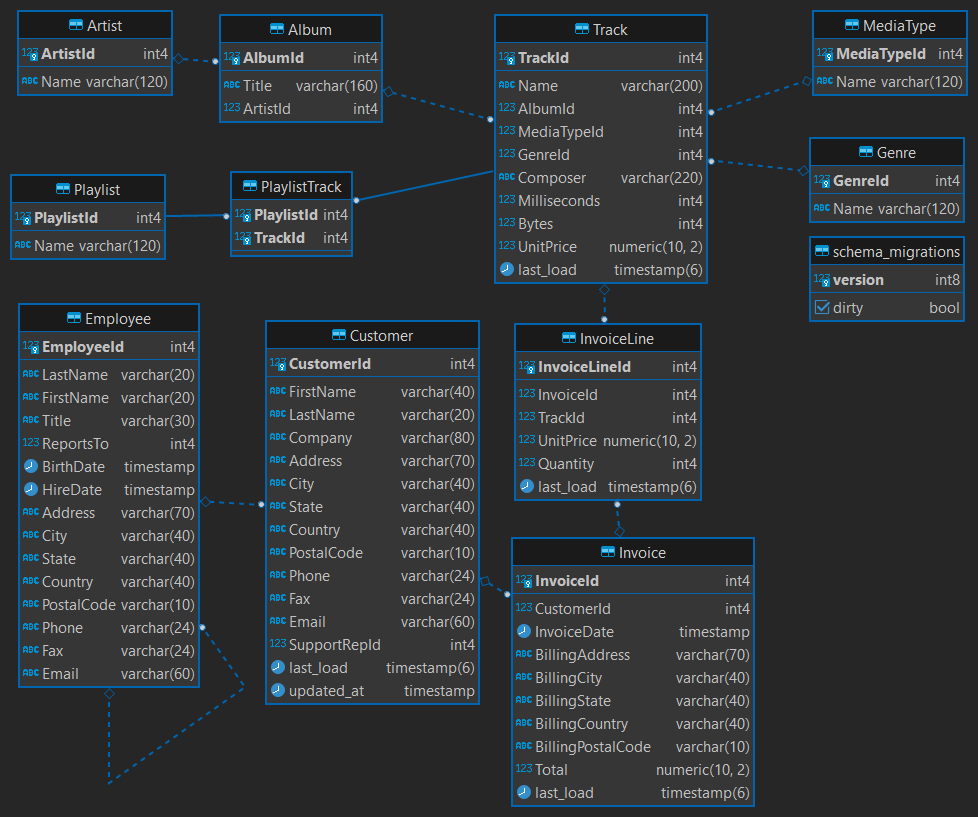 Artist
123 ArtistId int4
ABC Name varchar(120)
Album
123 AlbumId int4
ABC Title varchar(160)
123 ArtistId int4
Track
123 TrackId int4
ABC Name varchar(200)
123 AlbumId int4
123 MediaTypeId int4
123 GenreId int4
ABC Composer varchar(220)
123 Milliseconds int4
123 Bytes int4
123 UnitPrice numeric(10, 2)
last_load timestamp(6)
MediaType
123 MediaTypeId int4
ABC Name varchar(120)
Genre
123 GenreId int4
ABC Name varchar(120)
schema_migrations
123 version int8
dirty bool
Playlist
123 PlaylistId int4
ABC Name varchar(120)
PlaylistTrack
123 PlaylistId int4
123 TrackId int4
Employee
123 EmployeeId int4
ABC LastName varchar(20)
ABC FirstName varchar(20)
ABC Title varchar(30)
123 ReportsTo int4
BirthDate timestamp
HireDate timestamp
ABC Address varchar(70)
ABC City varchar(40)
ABC State varchar(40)
ABC Country varchar(40)
ABC PostalCode varchar(10)
ABC Phone varchar(24)
ABC Fax varchar(24)
ABC Email varchar(60)
Customer
123 CustomerId int4
ABC FirstName varchar(40)
ABC LastName varchar(20)
ABC Company varchar(80)
ABC Address varchar(70)
ABC City varchar(40)
ABC State varchar(40)
ABC Country varchar(40)
ABC PostalCode varchar(10)
ABC Phone varchar(24)
ABC Fax varchar(24)
ABC Email varchar(60)
123 SupportRepId int4
last_load timestamp(6)
updated_at timestamp
InvoiceLine
123 InvoiceLineId int4
123 InvoiceId int4
123 TrackId int4
123 UnitPrice numeric(10, 2)
123 Quantity int4
last_load timestamp(6)
Invoice
123 InvoiceId int4
123 CustomerId int4
InvoiceDate timestamp
ABC BillingAddress varchar(70)
ABC BillingCity varchar(40)
ABC BillingState varchar(40)
ABC BillingCountry varchar(40)
ABC BillingPostalCode varchar(10)
123 Total numeric(10, 2)
last_load timestamp(6)